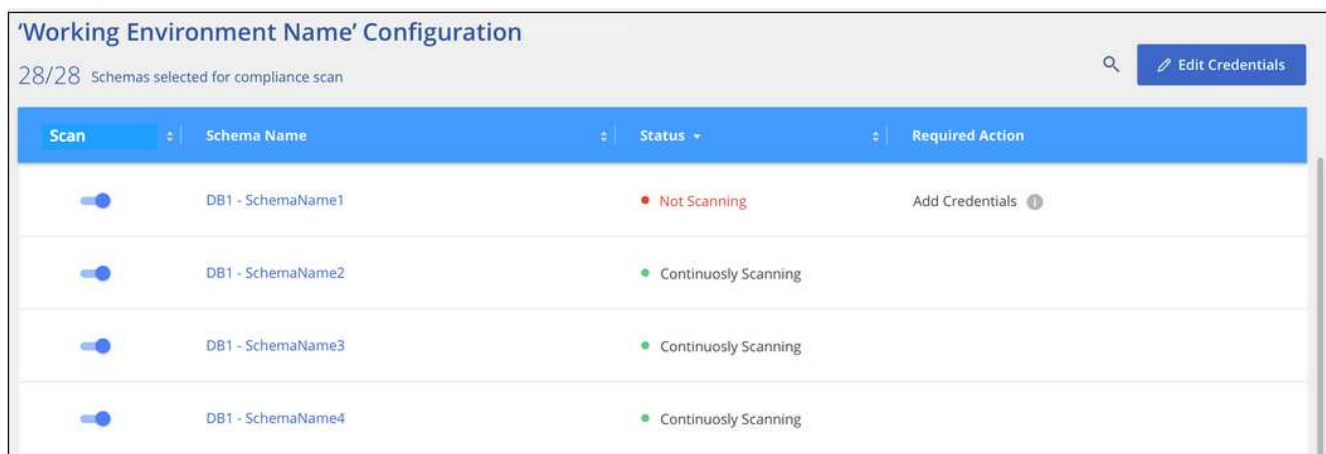 'Working Environment Name' Configuration
28/28 Schemas selected for compliance scan
Edit Credentials
Scan Schema Name Status Required Action
DB1 - SchemaName1 Not Scanning Add Credentials
DB1 - SchemaName2 Continuosly Scanning
DB1 - SchemaName3 Continuosly Scanning
DB1 - SchemaName4 Continuosly Scanning